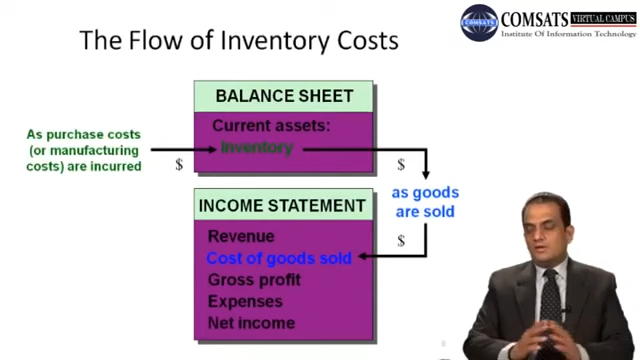 The Flow of Inventory Costs
COMSATS VIRTUAL CAMPUS
Institute Of Information Technology
BALANCE SHEET
Current assets:
Inventory
As purchase costs
(or manufacturing
costs) are incurred
$
$
as goods
are sold
$
INCOME STATEMENT
Revenue
Cost of goods sold
Gross profit
Expenses
Net income